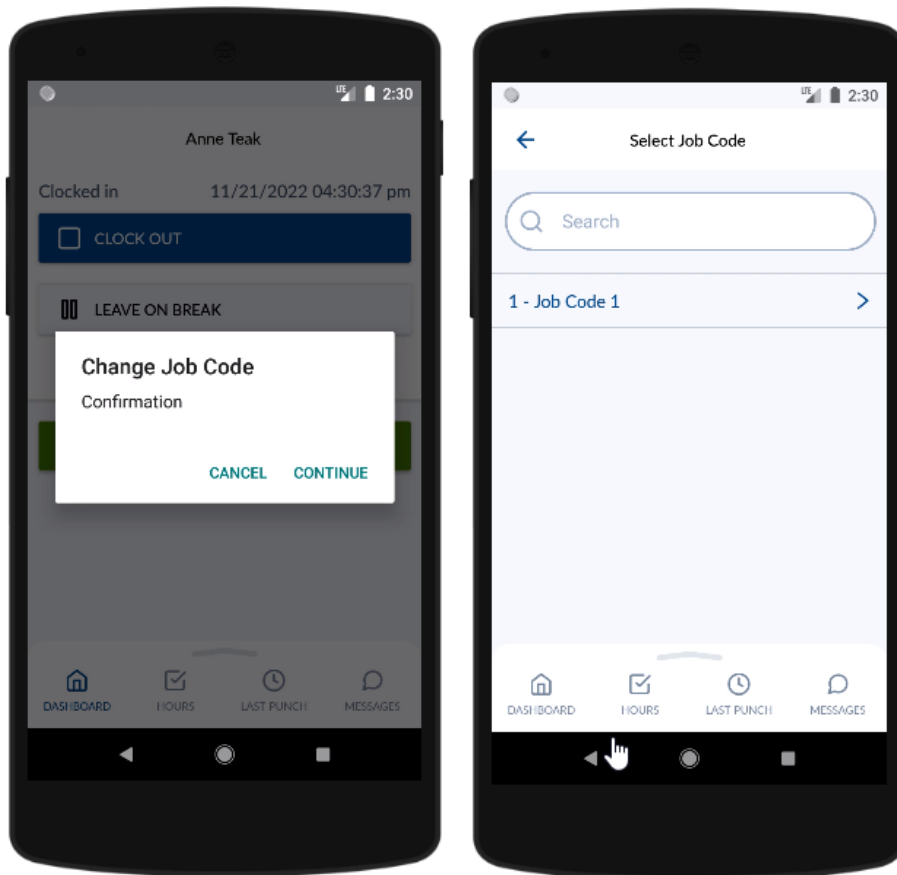 LTE 2:30
Anne Teak
Clocked in 11/21/2022 04:30:37 pm
CLOCK OUT
LEAVE ON BREAK
Change Job Code
Confirmation
CANCEL CONTINUE
DASHBOARD HOURS LAST PUNCH MESSAGES
LTE 2:30
Select Job Code
Search
1 - Job Code 1
DASHBOARD HOURS LAST PUNCH MESSAGES